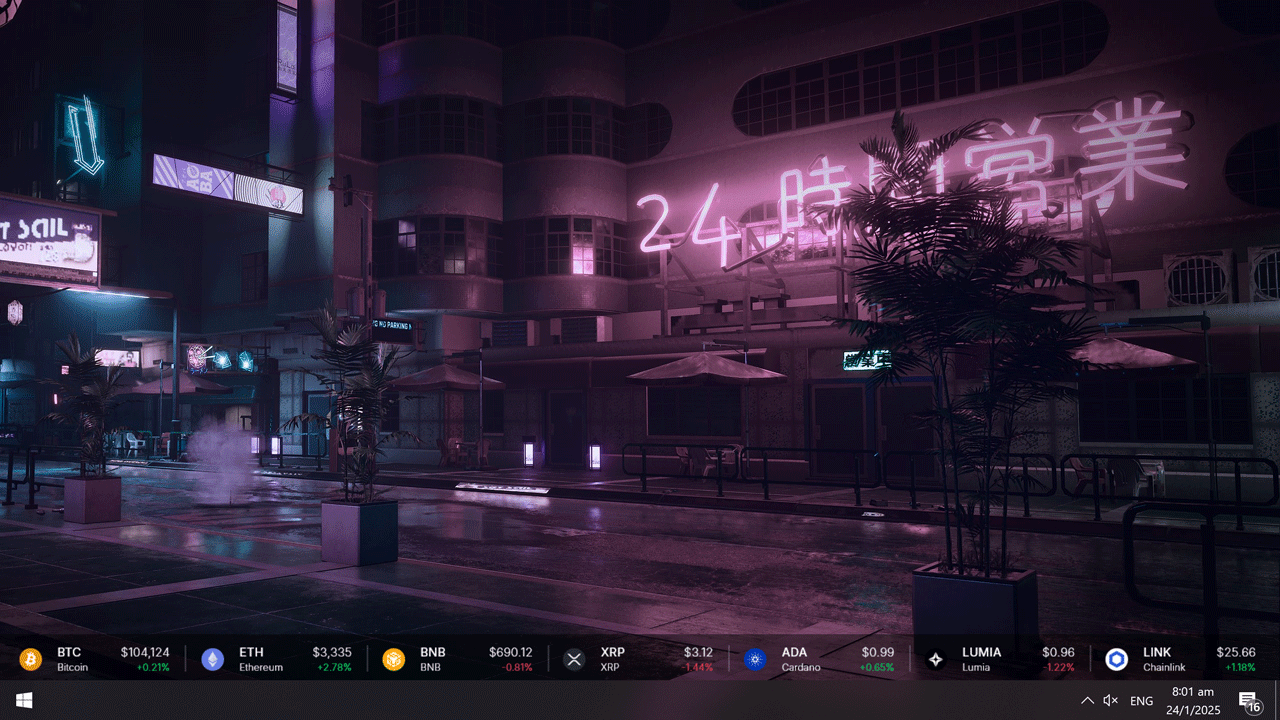 AO
BA
T SAIL
24時間営業
NO PARKING
BTC
Bitcoin
$104,124
+0.21%
ETH
Ethereum
$3,335
+2.78%
BNB
BNB
$690.12
-0.81%
XRP
XRP
$3.12
-1.44%
ADA
Cardano
$0.99
+0.65%
LUMIA
Lumia
$0.96
-1.22%
LINK
Chainlink
$25.66
+1.18%
ENG
8:01 am
24/1/2025
16